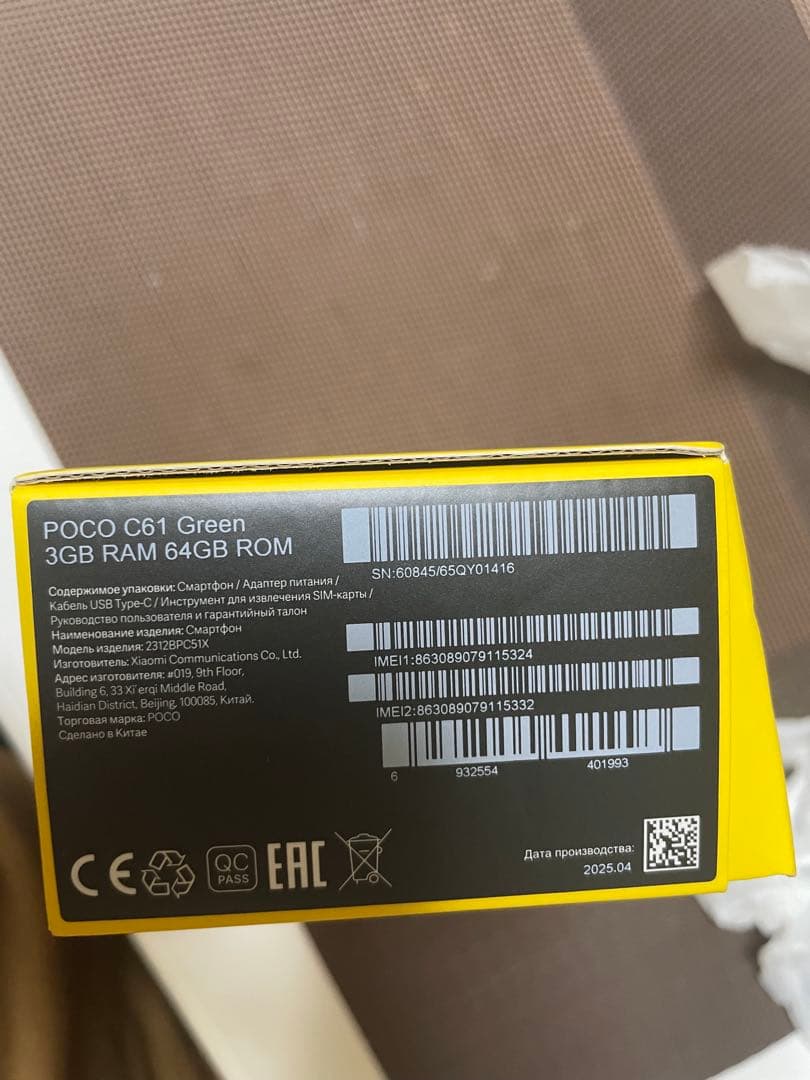 POCO C61 Green
3GB RAM 64GB ROM
Содержимое упаковки: Смартфон / Адаптер питания /
Кабель USB Type-C / Инструмент для извлечения SIM-карты /
Руководство пользователя и гарантийный талон
Наименование изделия: Смартфон
Модель изделия: 2312BPC51X
Изготовитель: Xiaomi Communications Co., Ltd.
Адрес изготовителя: #019, 9th Floor,
Building 6, 33 Xi'erqi Middle Road,
Haidian District, Beijing, 100085, Китай.
Торговая марка: POCO
Сделано в Китае
SN:60845/65QY01416
IMEI1:863089079115324
IMEI2:863089079115332
6 932554 401993
CE
QC
PASS
EAC
Дата производства:
2025.04